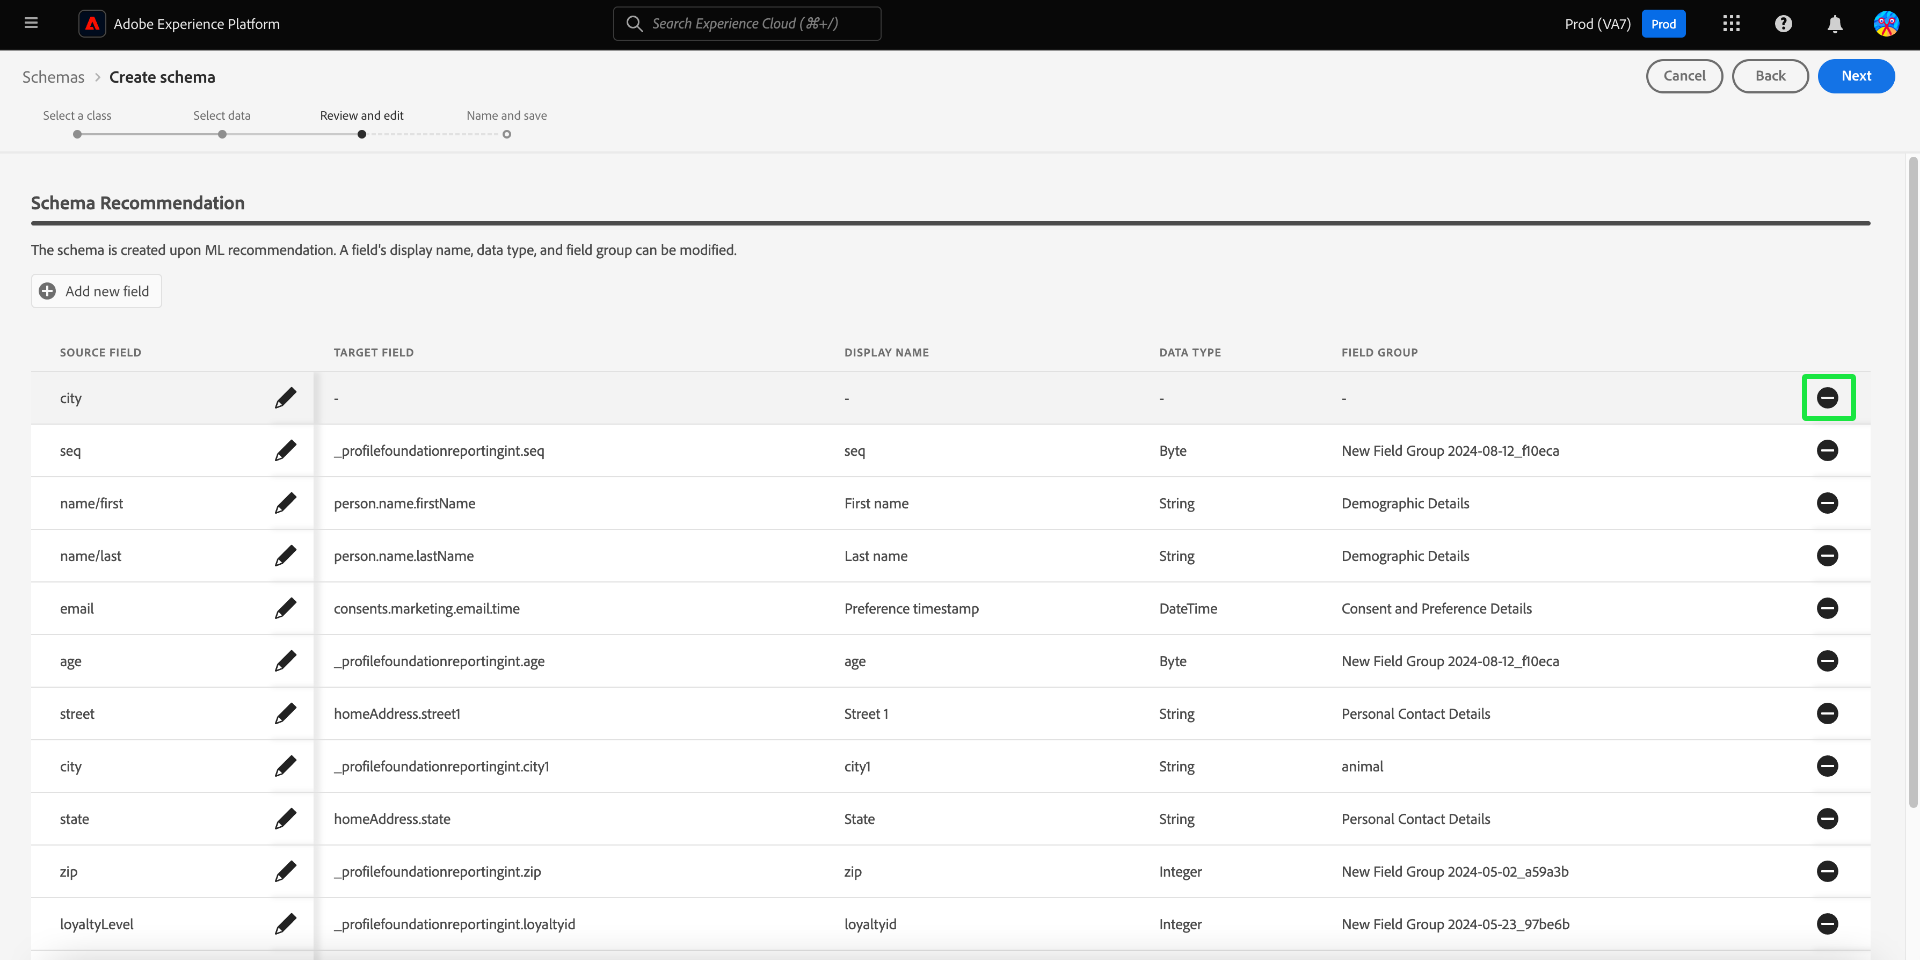 Adobe Experience Platform
Search Experience Cloud (⌘+/)
Prod (VA7) Prod
Schemas > Create schema
Cancel Back Next
Select a class Select data Review and edit Name and save
Schema Recommendation
The schema is created upon ML recommendation. A field's display name, data type, and field group can be modified.
Add new field
SOURCE FIELD TARGET FIELD DISPLAY NAME DATA TYPE FIELD GROUP
city - - - -
seq _profilefoundationreportingint.seq seq Byte New Field Group 2024-08-12_f10eca
name/first person.name.firstName First name String Demographic Details
name/last person.name.lastName Last name String Demographic Details
email consents.marketing.email.time Preference timestamp DateTime Consent and Preference Details
age _profilefoundationreportingint.age age Byte New Field Group 2024-08-12_f10eca
street homeAddress.street1 Street 1 String Personal Contact Details
city _profilefoundationreportingint.city1 city1 String animal
state homeAddress.state State String Personal Contact Details
zip _profilefoundationreportingint.zip zip Integer New Field Group 2024-05-02_a59a3b
loyaltyLevel _profilefoundationreportingint.loyaltyid loyaltyid Integer New Field Group 2024-05-23_97be6b